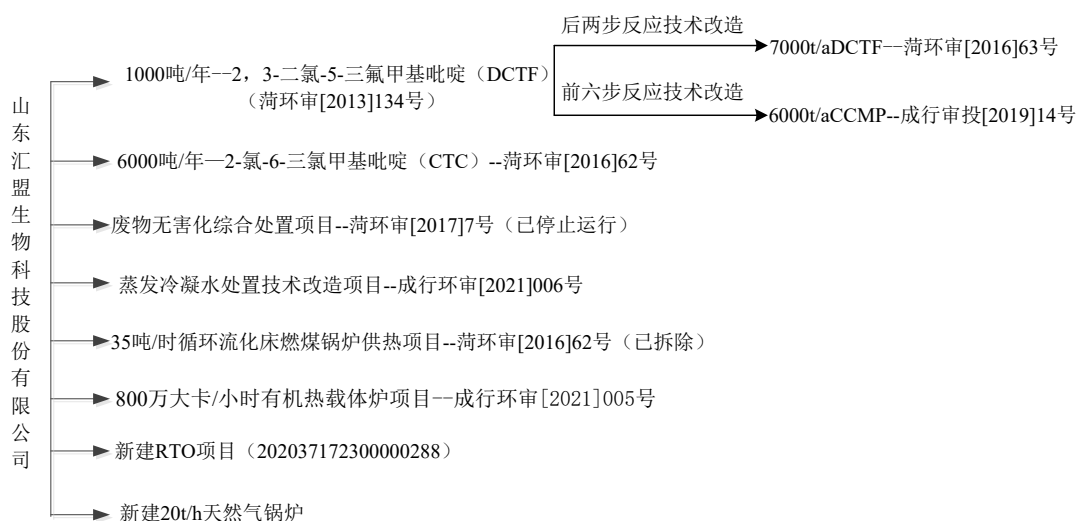 山东汇盟生物科技股份有限公司
后两步反应技术改造
7000t/aDCTF--菏环审[2016]63号
1000吨/年--2，3-二氯-5-三氟甲基吡啶（DCTF）
（菏环审[2013]134号）
前六步反应技术改造
6000t/aCCMP--成行审投[2019]14号
6000吨/年—2-氯-6-三氯甲基吡啶（CTC）--菏环审[2016]62号
废物无害化综合处置项目--菏环审[2017]7号（已停止运行）
蒸发冷凝水处置技术改造项目--成行环审[2021]006号
35吨/时循环流化床燃煤锅炉供热项目--菏环审[2016]62号（已拆除）
800万大卡/小时有机热载体炉项目--成行环审[2021]005号
新建RTO项目（202037172300000288）
新建20t/h天然气锅炉